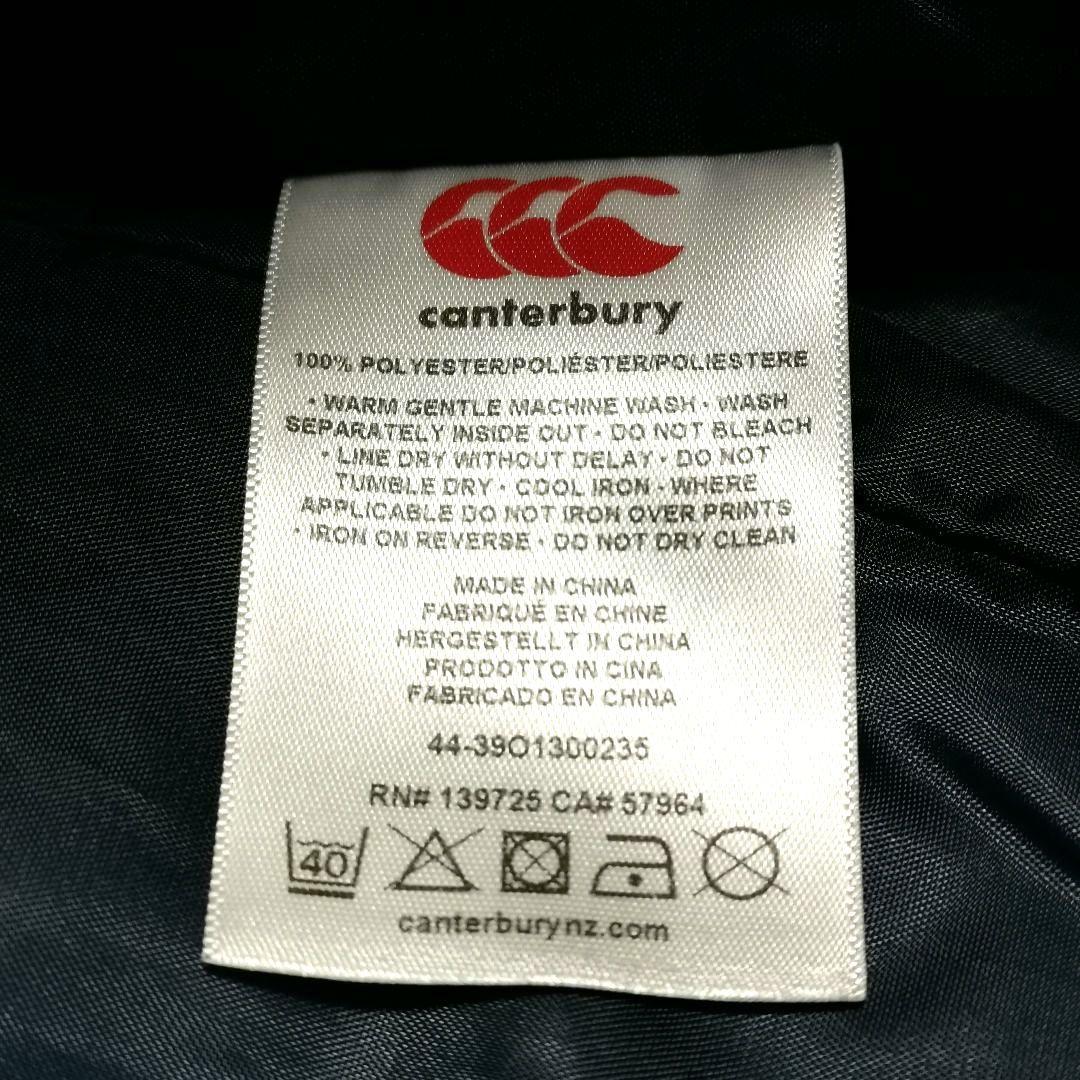 canterbury
100% POLYESTER/POLIÉSTER/POLIESTERE
• WARM GENTLE MACHINE WASH • WASH
SEPARATELY INSIDE OUT • DO NOT BLEACH
• LINE DRY WITHOUT DELAY • DO NOT
TUMBLE DRY • COOL IRON • WHERE
APPLICABLE DO NOT IRON OVER PRINTS
• IRON ON REVERSE • DO NOT DRY CLEAN
MADE IN CHINA
FABRIQUÉ EN CHINE
HERGESTELLT IN CHINA
PRODOTTO IN CINA
FABRICADO EN CHINA
44-39O1300235
RN# 139725 CA# 57964
40
canterburynz.com